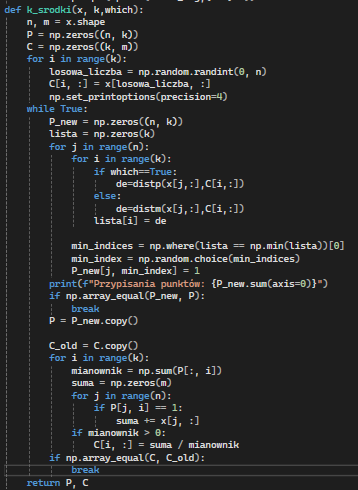 def k_srodki(x, k,which):
    n, m = x.shape
    P = np.zeros((n, k))
    C = np.zeros((k, m))
    for i in range(k):
        losowa_liczba = np.random.randint(0, n)
        C[i, :] = x[losowa_liczba, :]
        np.set_printoptions(precision=4)
    while True:
        P_new = np.zeros((n, k))
        lista = np.zeros(k)
        for j in range(n):
            for i in range(k):
                if which==True:
                    de=distp(x[j,:],C[i,:])
                else:
                    de=distm(x[j,:],C[i,:])
                lista[i] = de

            min_indices = np.where(lista == np.min(lista))[0]
            min_index = np.random.choice(min_indices)
            P_new[j, min_index] = 1
        print(f"Przypisania punktów: {P_new.sum(axis=0)}")
        if np.array_equal(P_new, P):
            break
        P = P_new.copy()

        C_old = C.copy()
        for i in range(k):
            mianownik = np.sum(P[:, i])
            suma = np.zeros(m)
            for j in range(n):
                if P[j, i] == 1:
                    suma += x[j, :]
            if mianownik > 0:
                C[i, :] = suma / mianownik
        if np.array_equal(C, C_old):
            break
    return P, C